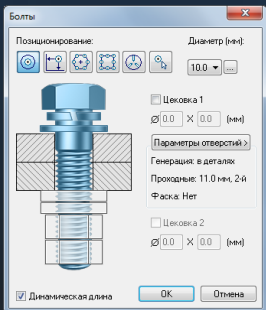 Болты
Позиционирование: Диаметр (мм):
10.0 ...
Цековка 1
Ø 0.0 X 0.0 (мм)
Параметры отверстий >
Генерация: в деталях
Проходные: 11.0 мм, 2-й
Фаска: Нет
Цековка 2
Ø 0.0 X 0.0 (мм)
Динамическая длина OK Отмена